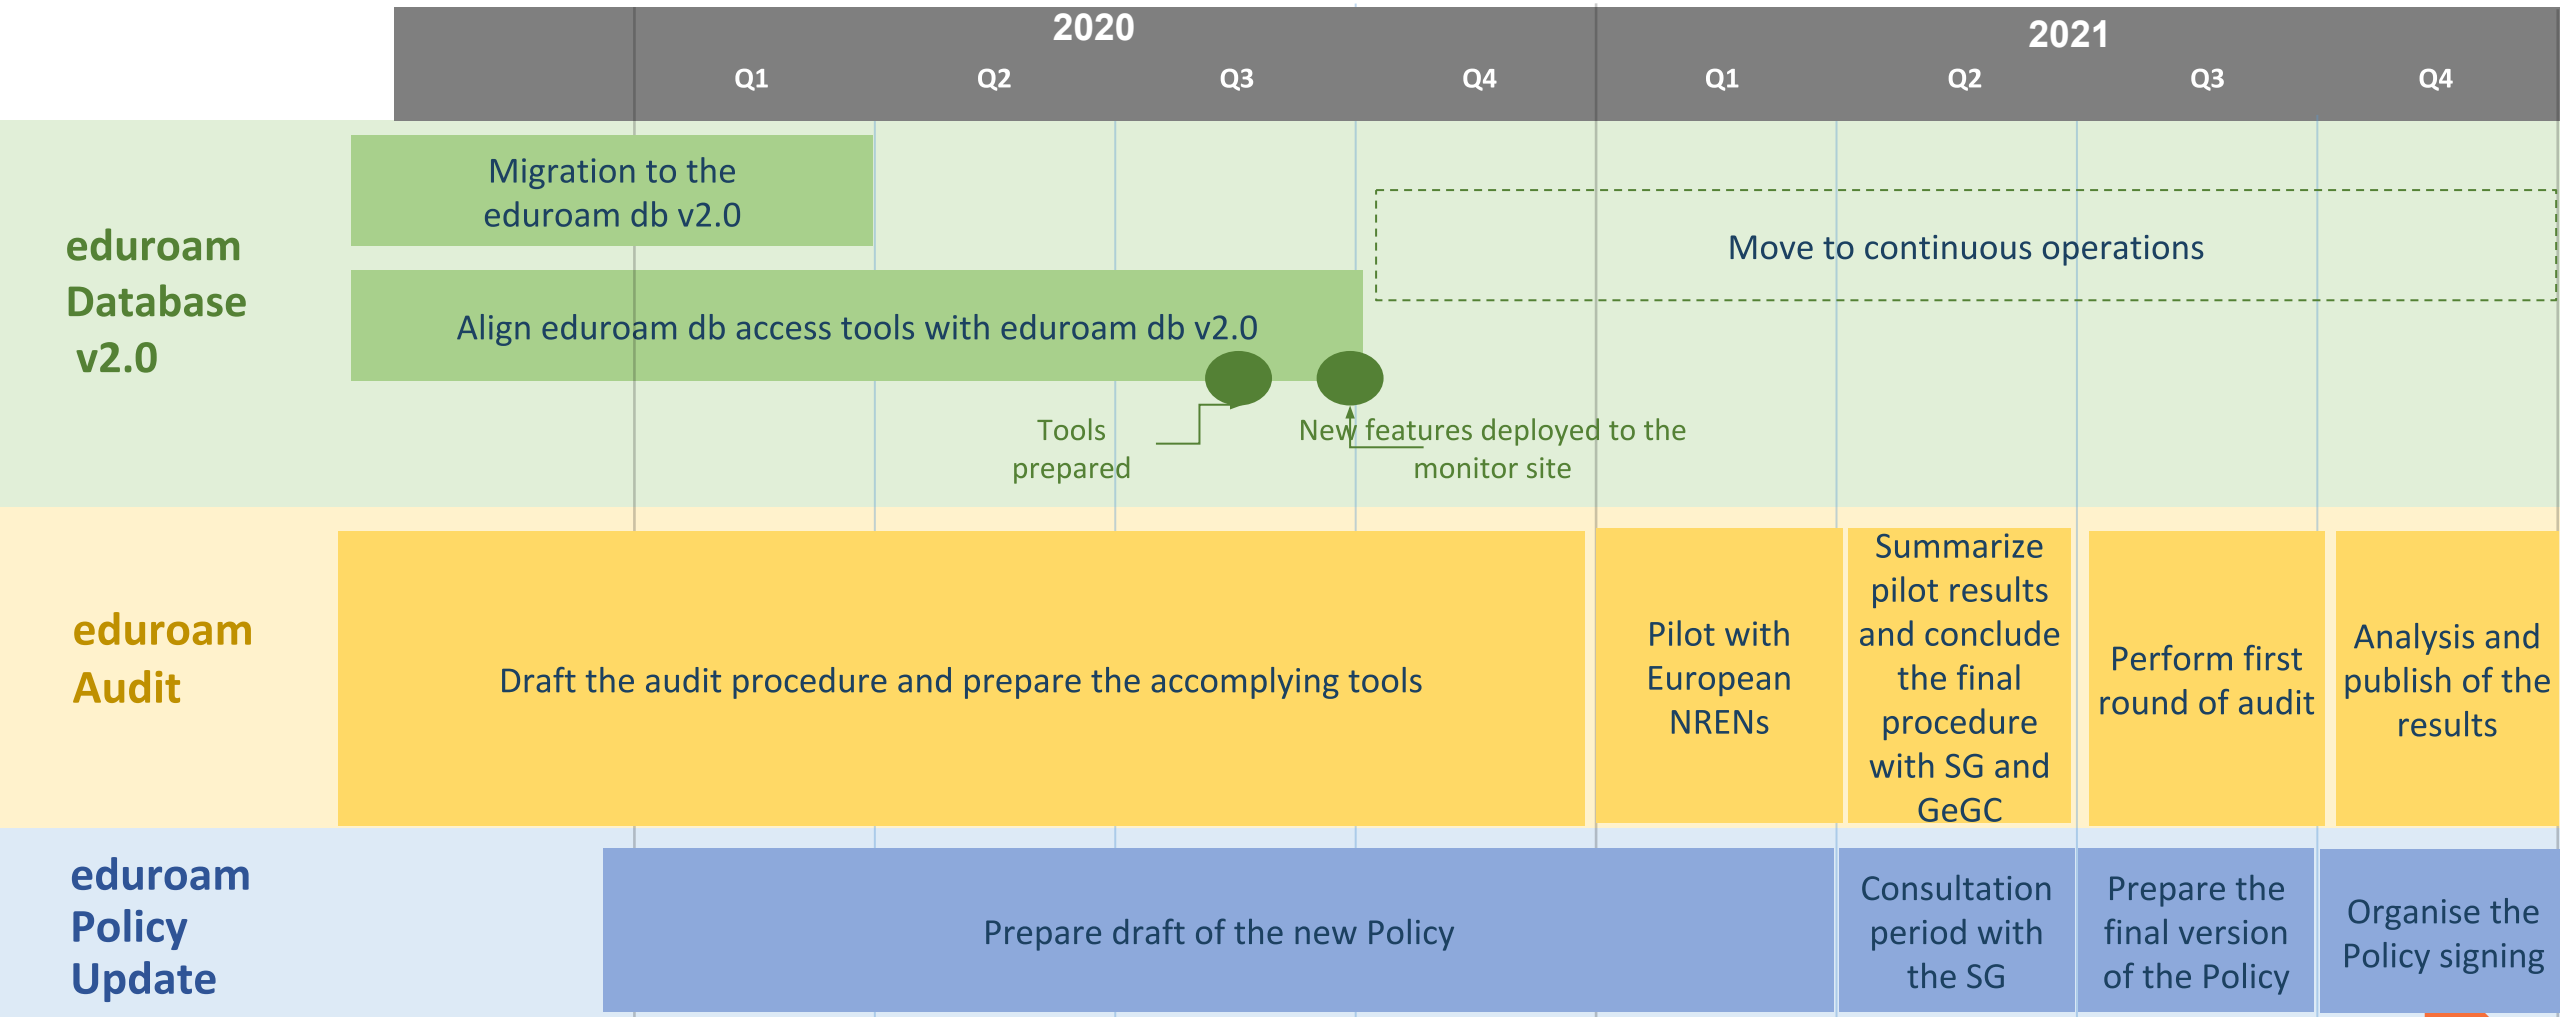 2020
2021
Q1
Q2
Q3
Q4
Q1
Q2
Q3
Q4
eduroam
Database
v2.0
Migration to the
eduroam db v2.0
Move to continuous operations
Align eduroam db access tools with eduroam db v2.0
Tools
prepared
New features deployed to the
monitor site
eduroam
Audit
Draft the audit procedure and prepare the accomplying tools
Pilot with
European
NRENs
Summarize
pilot results
and conclude
the final
procedure
with SG and
GeGC
Perform first
round of audit
Analysis and
publish of the
results
eduroam
Policy
Update
Prepare draft of the new Policy
Consultation
period with
the SG
Prepare the
final version
of the Policy
Organise the
Policy signing